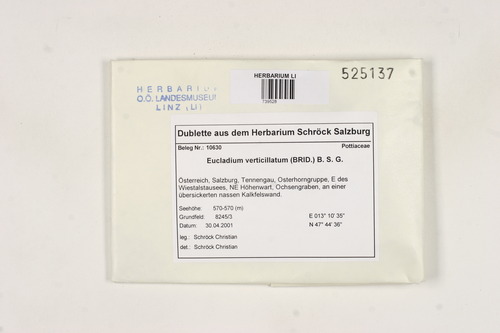 HERBARIUM
O.Ö. LANDESMUSEUM
LINZ (LI)
HERBARIUM LI
525137
Dublette aus dem Herbarium Schröck Salzburg
Beleg Nr.: 10630 Pottiaceae
Eucladium verticillatum (BRID.) B. S. G.
Österreich, Salzburg, Tennengau, Osterhorngruppe, E des
Wiestalstausees, NE Höhenwart, Ochsengraben, an einer
übersickerten nassen Kalkfelswand.
Seehöhe: 570-570 (m)
Grundfeld: 8245/3 E 013° 10' 35"
Datum: 30.04.2001 N 47° 44' 36"
leg.: Schröck Christian
det.: Schröck Christian